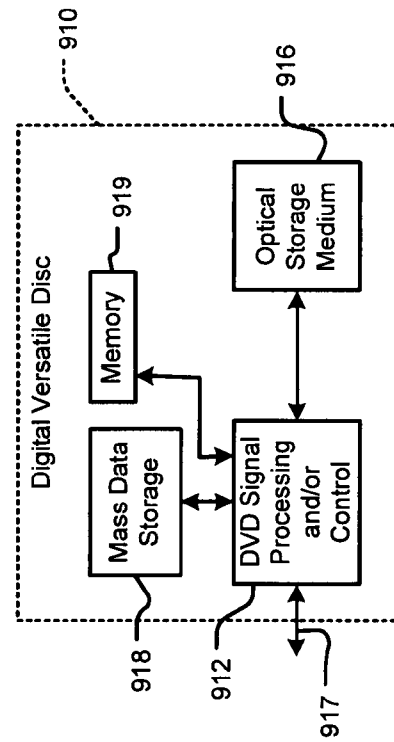 910
Digital Versatile Disc
919
Memory
Mass Data
Storage
918
916
Optical
Storage
Medium
DVD Signal
Processing
and/or
Control
912
917